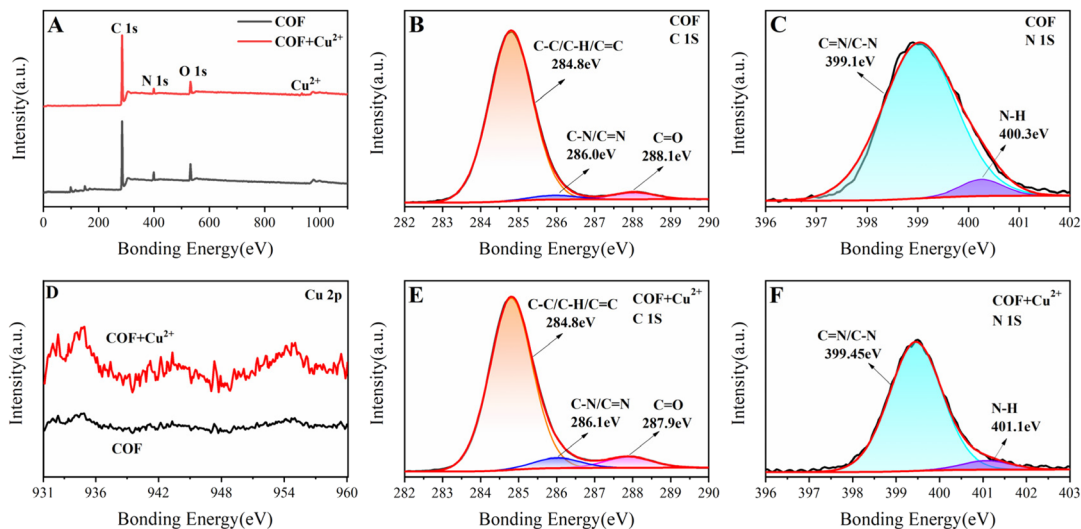 A
COF
COF+Cu²⁺
C 1s
N 1s
O 1s
Cu²⁺
Intensity(a.u.)
0 200 400 600 800 1000
Bonding Energy(eV)
B
COF
C 1S
C-C/C-H/C=C
284.8eV
C-N/C=N
286.0eV
C=O
288.1eV
Intensity(a.u.)
282 283 284 285 286 287 288 289 290
Bonding Energy(eV)
C
COF
N 1S
C=N/C-N
399.1eV
N-H
400.3eV
Intensity(a.u.)
396 397 398 399 400 401 402
Bonding Energy(eV)
D
Cu 2p
COF+Cu²⁺
COF
Intensity(a.u.)
931 936 942 948 954 960
Bonding Energy(eV)
E
COF+Cu²⁺
C 1S
C-C/C-H/C=C
284.8eV
C-N/C=N
286.1eV
C=O
287.9eV
Intensity(a.u.)
282 283 284 285 286 287 288 289 290
Bonding Energy(eV)
F
COF+Cu²⁺
N 1S
C=N/C-N
399.45eV
N-H
401.1eV
Intensity(a.u.)
396 397 398 399 400 401 402 403
Bonding Energy(eV)